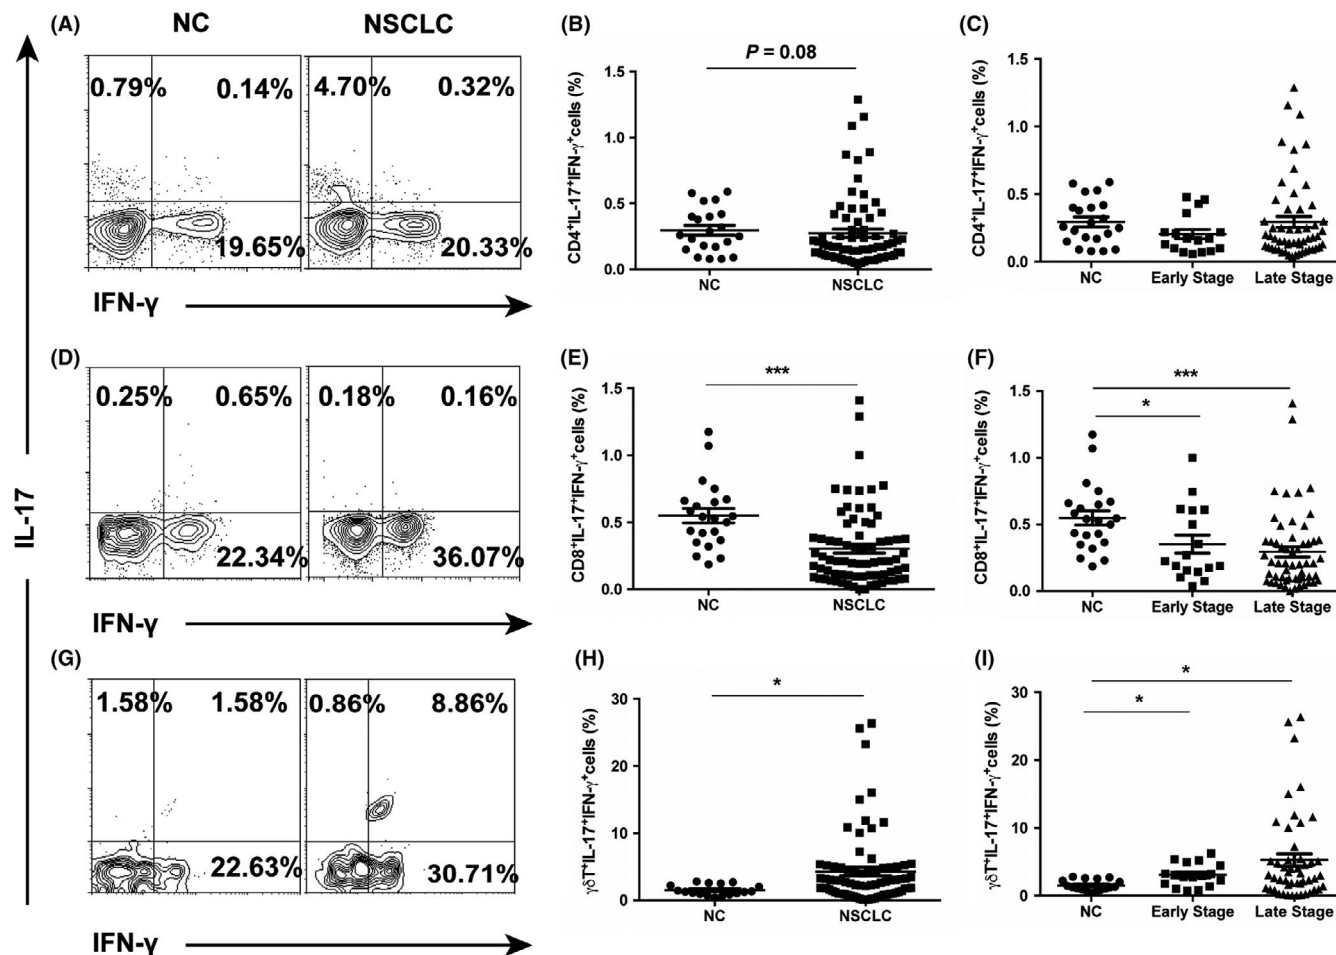 (A)
NC
NSCLC
0.79%
0.14%
4.70%
0.32%
19.65%
20.33%
IFN-γ
(B)
P = 0.08
CD4⁺IL-17⁺IFN-γ⁺cells (%)
1.5
1.0
0.5
0.0
NC
NSCLC
(C)
CD4⁺IL-17⁺IFN-γ⁺cells (%)
1.5
1.0
0.5
0.0
NC
Early Stage
Late Stage
IL-17
(D)
0.25%
0.65%
0.18%
0.16%
22.34%
36.07%
IFN-γ
(E)
***
CD8⁺IL-17⁺IFN-γ⁺cells (%)
1.5
1.0
0.5
0.0
NC
NSCLC
(F)
***
*
CD8⁺IL-17⁺IFN-γ⁺cells (%)
1.5
1.0
0.5
0.0
NC
Early Stage
Late Stage
(G)
1.58%
1.58%
0.86%
8.86%
22.63%
30.71%
IFN-γ
(H)
*
γδT⁺IL-17⁺IFN-γ⁺cells (%)
30
20
10
0
NC
NSCLC
(I)
*
*
γδT⁺IL-17⁺IFN-γ⁺cells (%)
30
20
10
0
NC
Early Stage
Late Stage